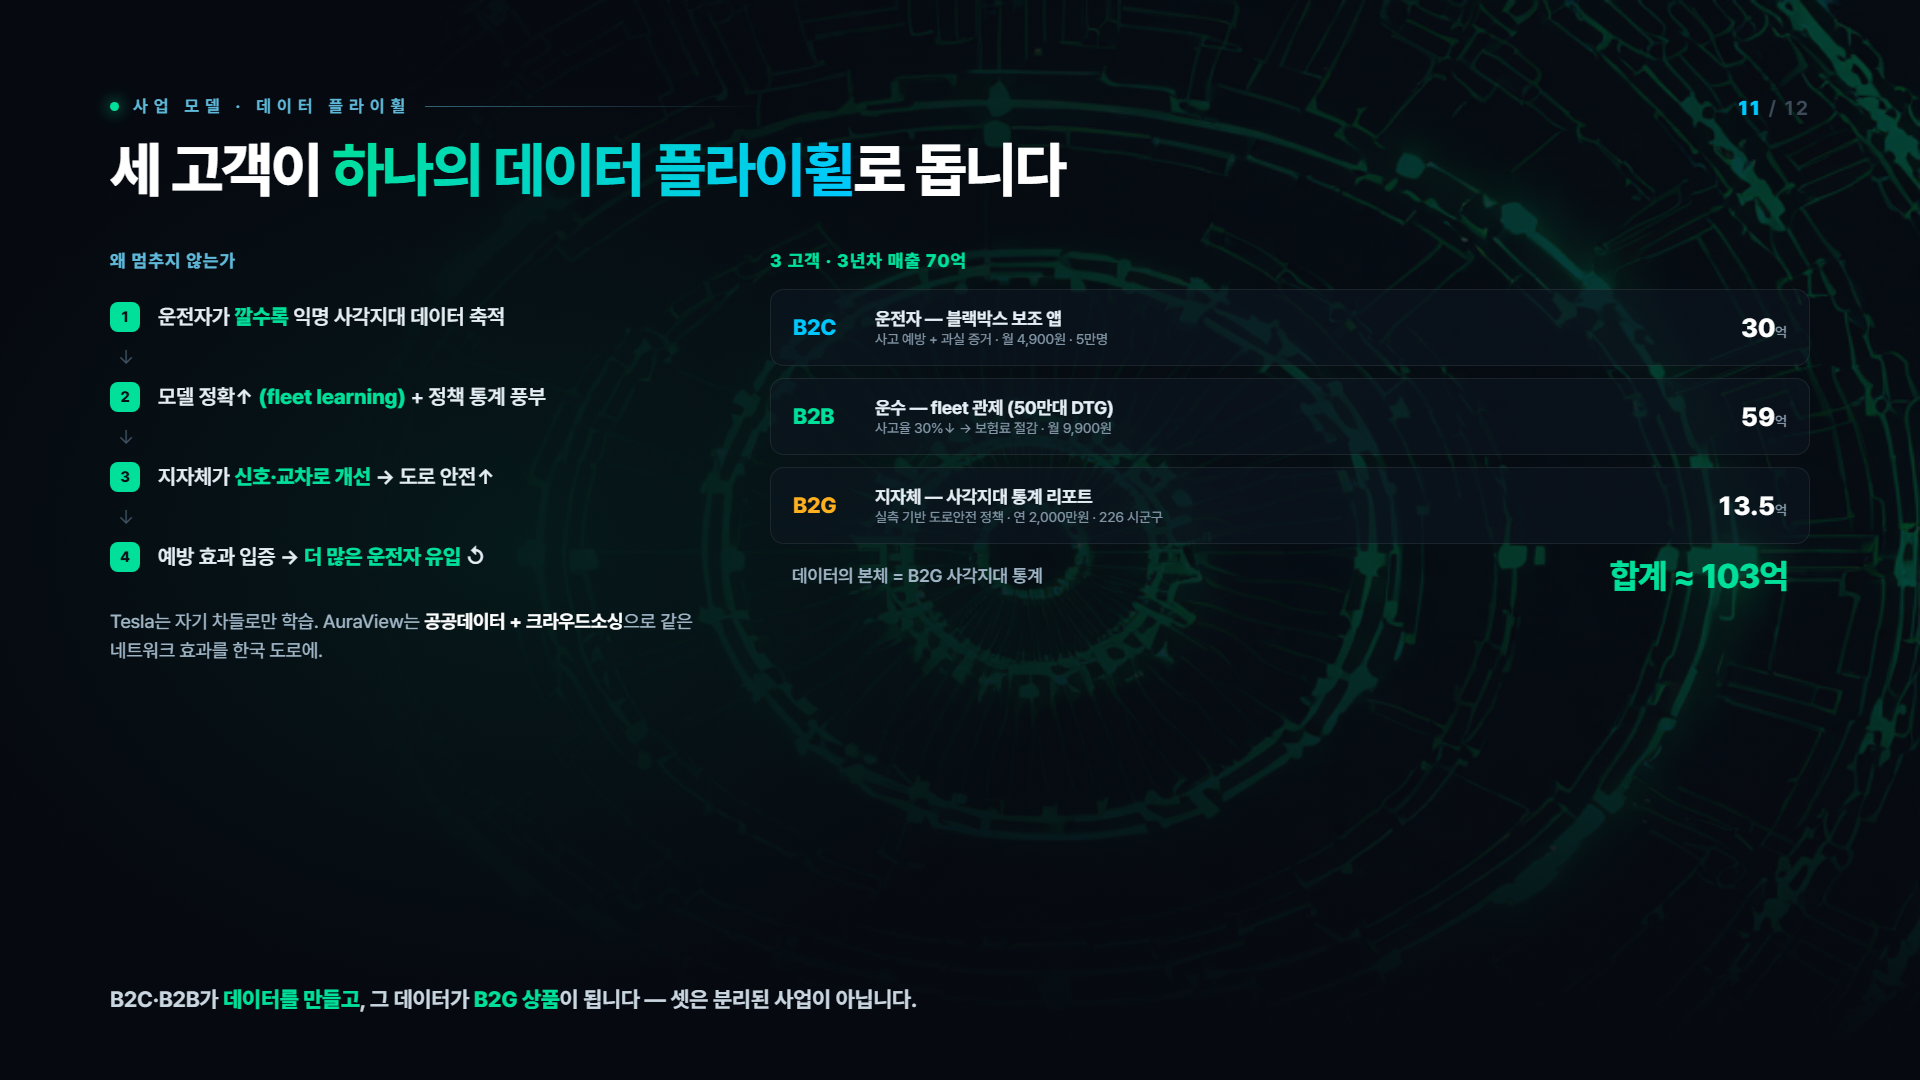 사업 모델 · 데이터 플라이휠
11 / 12
세 고객이 하나의 데이터 플라이휠로 돕니다
왜 멈추지 않는가
1 운전자가 깔수록 익명 사각지대 데이터 축적
↓
2 모델 정확↑ (fleet learning) + 정책 통계 풍부
↓
3 지자체가 신호·교차로 개선 → 도로 안전↑
↓
4 예방 효과 입증 → 더 많은 운전자 유입 ↺
Tesla는 자기 차들로만 학습. AuraView는 공공데이터 + 크라우드소싱으로 같은
네트워크 효과를 한국 도로에.
3 고객 · 3년차 매출 70억
B2C 운전자 — 블랙박스 보조 앱 30억
사고 예방 + 과실 증거 · 월 4,900원 · 5만명
B2B 운수 — fleet 관제 (50만대 DTG) 59억
사고율 30%↓ → 보험료 절감 · 월 9,900원
B2G 지자체 — 사각지대 통계 리포트 13.5억
실측 기반 도로안전 정책 · 연 2,000만원 · 226 시군구
데이터의 본체 = B2G 사각지대 통계 합계 ≈ 103억
B2C·B2B가 데이터를 만들고, 그 데이터가 B2G 상품이 됩니다 — 셋은 분리된 사업이 아닙니다.